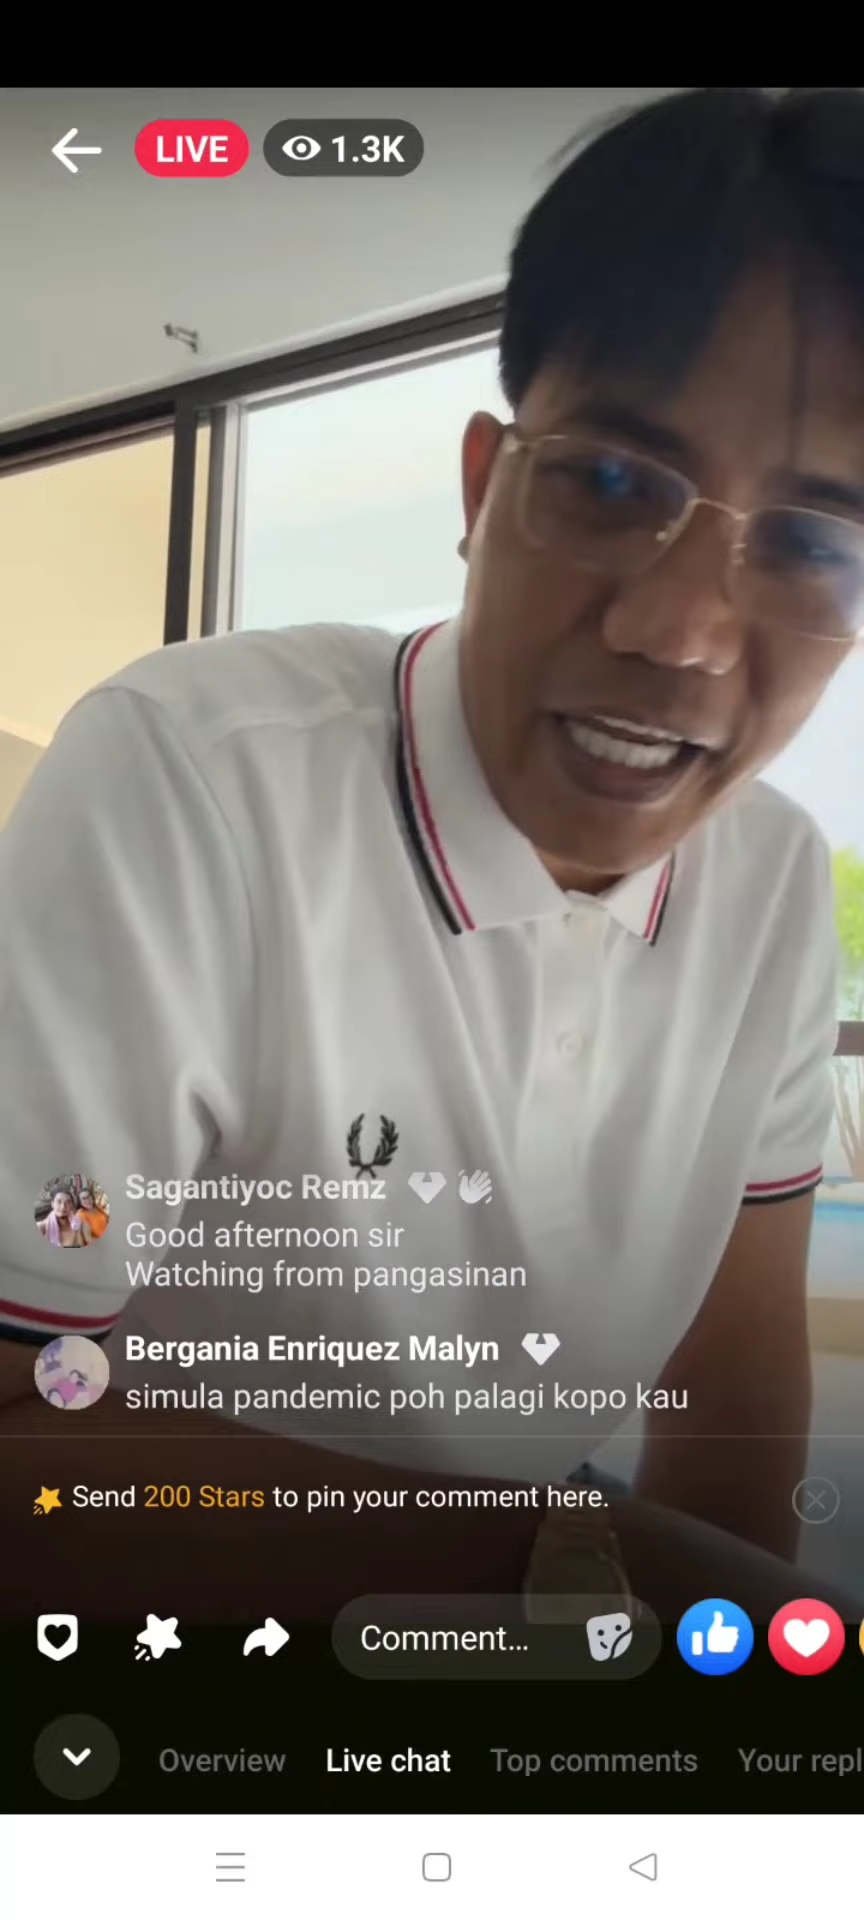 LIVE
1.3K
Sagantiyoc Remz
Good afternoon sir
Watching from pangasinan
Bergania Enriquez Malyn
simula pandemic poh palagi kopo kau
Send 200 Stars to pin your comment here.
Comment...
Overview Live chat Top comments Your repl